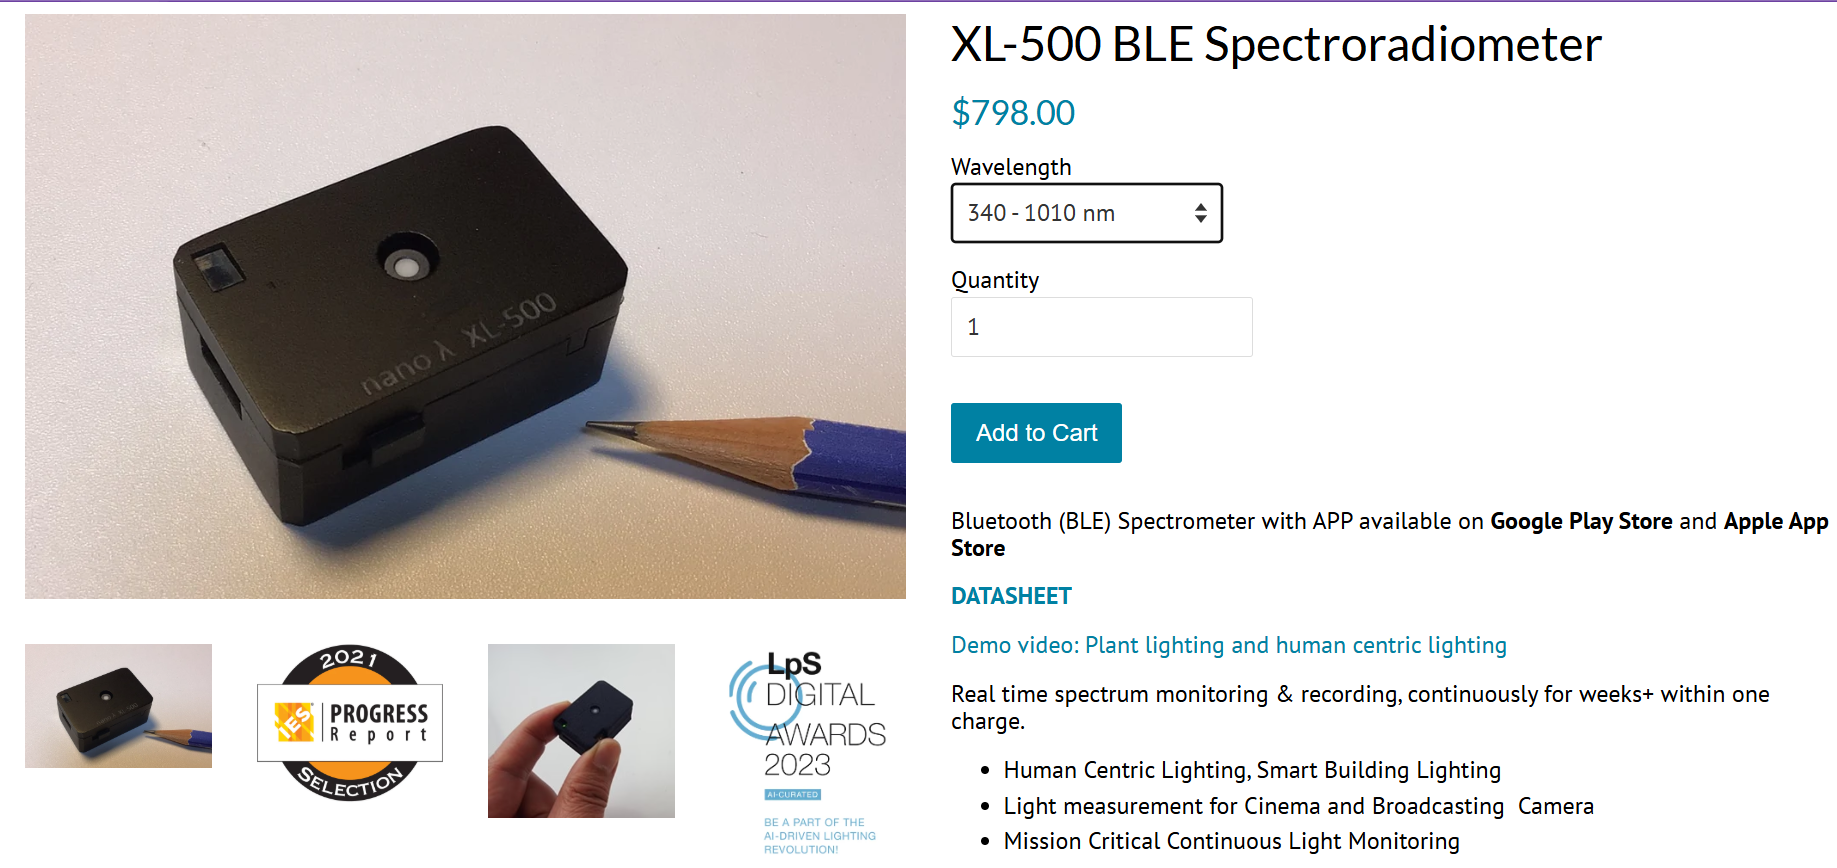 XL-500 BLE Spectroradiometer
$798.00
Wavelength
340 - 1010 nm
Quantity
1
Add to Cart
Bluetooth (BLE) Spectrometer with APP available on Google Play Store and Apple App
Store
DATASHEET
Demo video: Plant lighting and human centric lighting
Real time spectrum monitoring & recording, continuously for weeks+ within one
charge.
• Human Centric Lighting, Smart Building Lighting
• Light measurement for Cinema and Broadcasting Camera
• Mission Critical Continuous Light Monitoring
nano λ XL-500
2021
IES
PROGRESS
Report
SELECTION
LpS
DIGITAL
AWARDS
2023
AI-CURATED
BE A PART OF THE
AI-DRIVEN LIGHTING
REVOLUTION!